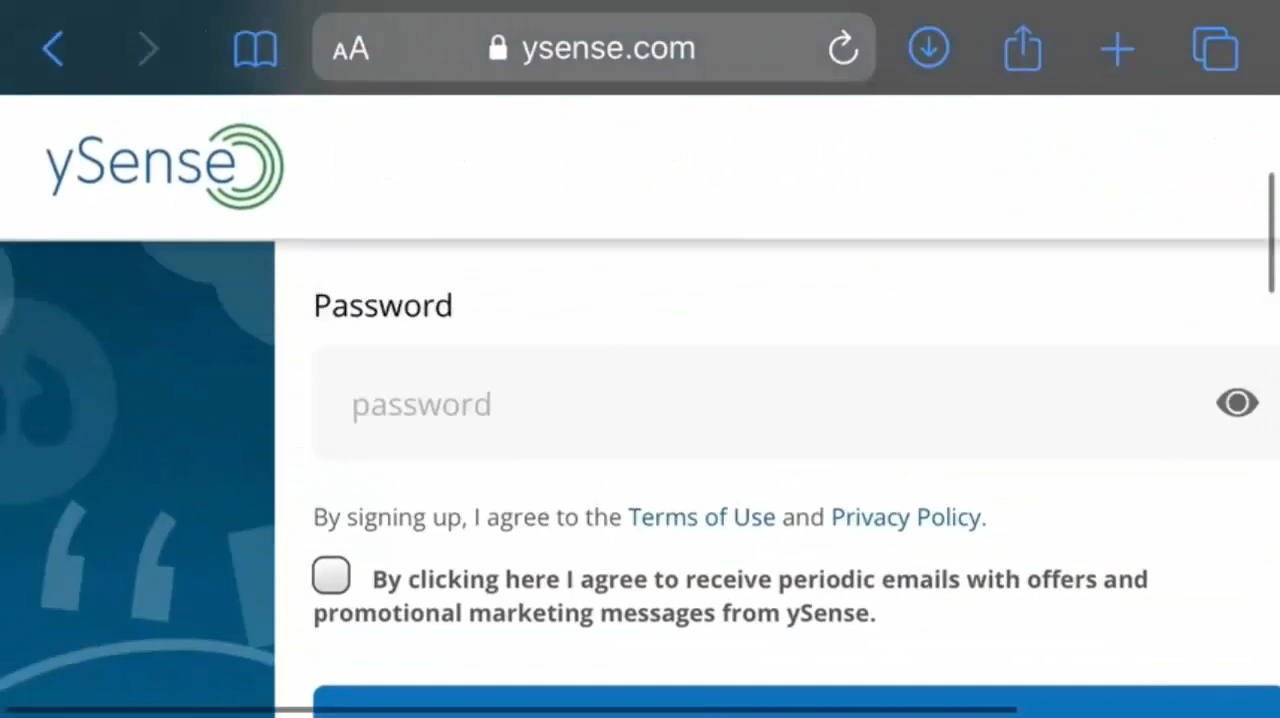 AA ysense.com
ySense
Password
password
By signing up, I agree to the Terms of Use and Privacy Policy.
By clicking here I agree to receive periodic emails with offers and
promotional marketing messages from ySense.